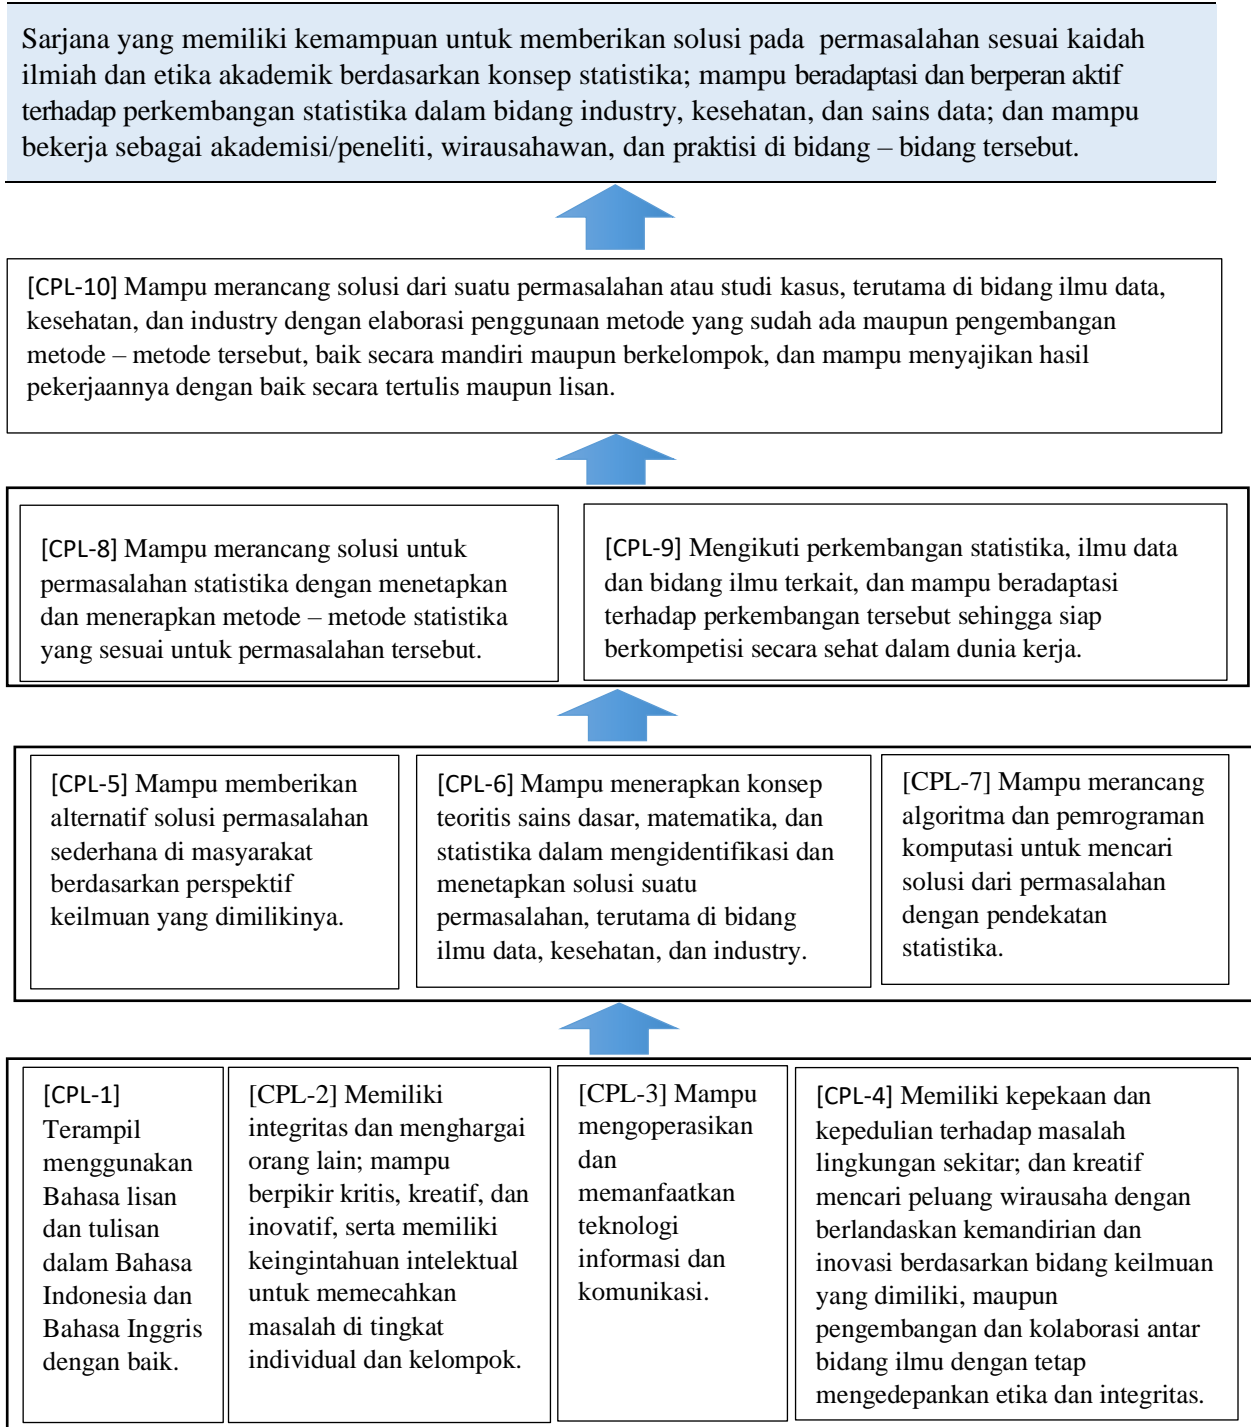 Sarjana yang memiliki kemampuan untuk memberikan solusi pada permasalahan sesuai kaidah
ilmiah dan etika akademik berdasarkan konsep statistika; mampu beradaptasi dan berperan aktif
terhadap perkembangan statistika dalam bidang industry, kesehatan, dan sains data; dan mampu
bekerja sebagai akademisi/peneliti, wirausahawan, dan praktisi di bidang – bidang tersebut.
[CPL-10] Mampu merancang solusi dari suatu permasalahan atau studi kasus, terutama di bidang ilmu data,
kesehatan, dan industry dengan elaborasi penggunaan metode yang sudah ada maupun pengembangan
metode – metode tersebut, baik secara mandiri maupun berkelompok, dan mampu menyajikan hasil
pekerjaannya dengan baik secara tertulis maupun lisan.
[CPL-8] Mampu merancang solusi untuk
permasalahan statistika dengan menetapkan
dan menerapkan metode – metode statistika
yang sesuai untuk permasalahan tersebut.
[CPL-9] Mengikuti perkembangan statistika, ilmu data
dan bidang ilmu terkait, dan mampu beradaptasi
terhadap perkembangan tersebut sehingga siap
berkompetisi secara sehat dalam dunia kerja.
[CPL-5] Mampu memberikan
alternatif solusi permasalahan
sederhana di masyarakat
berdasarkan perspektif
keilmuan yang dimilikinya.
[CPL-6] Mampu menerapkan konsep
teoritis sains dasar, matematika, dan
statistika dalam mengidentifikasi dan
menetapkan solusi suatu
permasalahan, terutama di bidang
ilmu data, kesehatan, dan industry.
[CPL-7] Mampu merancang
algoritma dan pemrograman
komputasi untuk mencari
solusi dari permasalahan
dengan pendekatan
statistika.
[CPL-1]
Terampil
menggunakan
Bahasa lisan
dan tulisan
dalam Bahasa
Indonesia dan
Bahasa Inggris
dengan baik.
[CPL-2] Memiliki
integritas dan menghargai
orang lain; mampu
berpikir kritis, kreatif, dan
inovatif, serta memiliki
keingintahuan intelektual
untuk memecahkan
masalah di tingkat
individual dan kelompok.
[CPL-3] Mampu
mengoperasikan
dan
memanfaatkan
teknologi
informasi dan
komunikasi.
[CPL-4] Memiliki kepekaan dan
kepedulian terhadap masalah
lingkungan sekitar; dan kreatif
mencari peluang wirausaha dengan
berlandaskan kemandirian dan
inovasi berdasarkan bidang keilmuan
yang dimiliki, maupun
pengembangan dan kolaborasi antar
bidang ilmu dengan tetap
mengedepankan etika dan integritas.